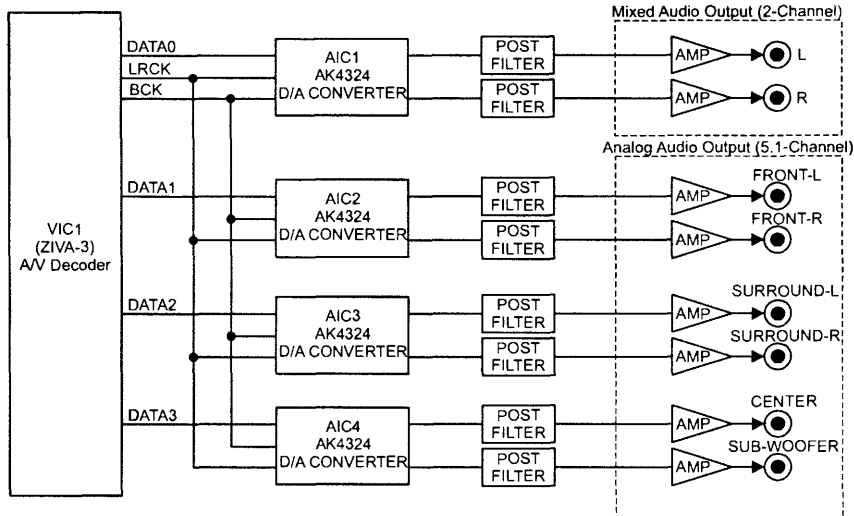 Mixed Audio Output (2-Channel)
DATA0
LRCK
BCK
AIC1
AK4324
D/A CONVERTER
POST
FILTER
AMP
L
POST
FILTER
AMP
R
Analog Audio Output (5.1-Channel)
VIC1
(ZIVA-3)
A/V Decoder
DATA1
AIC2
AK4324
D/A CONVERTER
POST
FILTER
AMP
FRONT-L
POST
FILTER
AMP
FRONT-R
DATA2
AIC3
AK4324
D/A CONVERTER
POST
FILTER
AMP
SURROUND-L
POST
FILTER
AMP
SURROUND-R
DATA3
AIC4
AK4324
D/A CONVERTER
POST
FILTER
AMP
CENTER
POST
FILTER
AMP
SUB-WOOFER